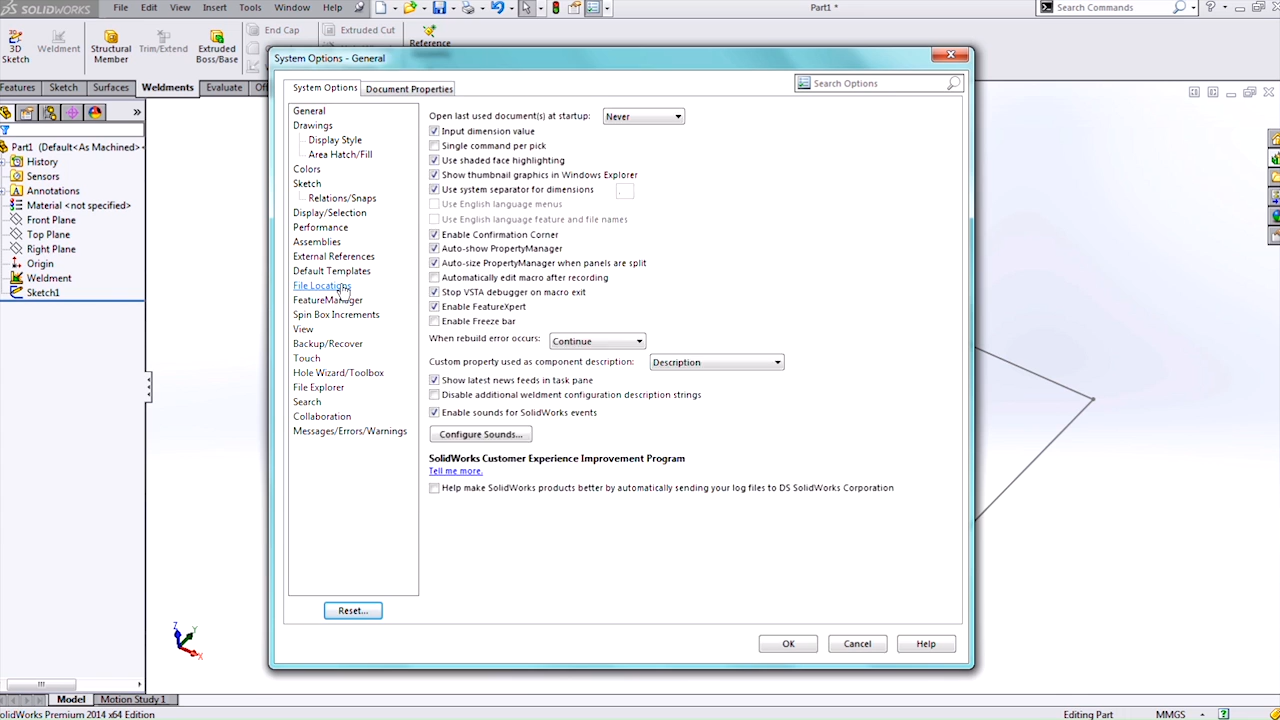 SOLIDWORKS File Edit View Insert Tools Window Help Part1 * Search Commands
3D Sketch
Weldment
Structural Member
Trim/Extend
Extruded Boss/Base
End Cap
Extruded Cut
Reference
Features Sketch Surfaces Weldments Evaluate
System Options - General
System Options Document Properties
Search Options
Part1 (Default<As Machined>
History
Sensors
Annotations
Material <not specified>
Front Plane
Top Plane
Right Plane
Origin
Weldment
Sketch1
General
Drawings
Display Style
Area Hatch/Fill
Colors
Sketch
Relations/Snaps
Display/Selection
Performance
Assemblies
External References
Default Templates
File Locations
FeatureManager
Spin Box Increments
View
Backup/Recover
Touch
Hole Wizard/Toolbox
File Explorer
Search
Collaboration
Messages/Errors/Warnings
Reset...
Open last used document(s) at startup: Never
Input dimension value
Single command per pick
Use shaded face highlighting
Show thumbnail graphics in Windows Explorer
Use system separator for dimensions
Use English language menus
Use English language feature and file names
Enable Confirmation Corner
Auto-show PropertyManager
Auto-size PropertyManager when panels are split
Automatically edit macro after recording
Stop VSTA debugger on macro exit
Enable FeatureXpert
Enable Freeze bar
When rebuild error occurs: Continue
Custom property used as component description: Description
Show latest news feeds in task pane
Disable additional weldment configuration description strings
Enable sounds for SolidWorks events
Configure Sounds...
SolidWorks Customer Experience Improvement Program
Tell me more.
Help make SolidWorks products better by automatically sending your log files to DS SolidWorks Corporation
OK Cancel Help
Z Y X
Model Motion Study 1
olidWorks Premium 2014 x64 Edition Editing Part MMGS